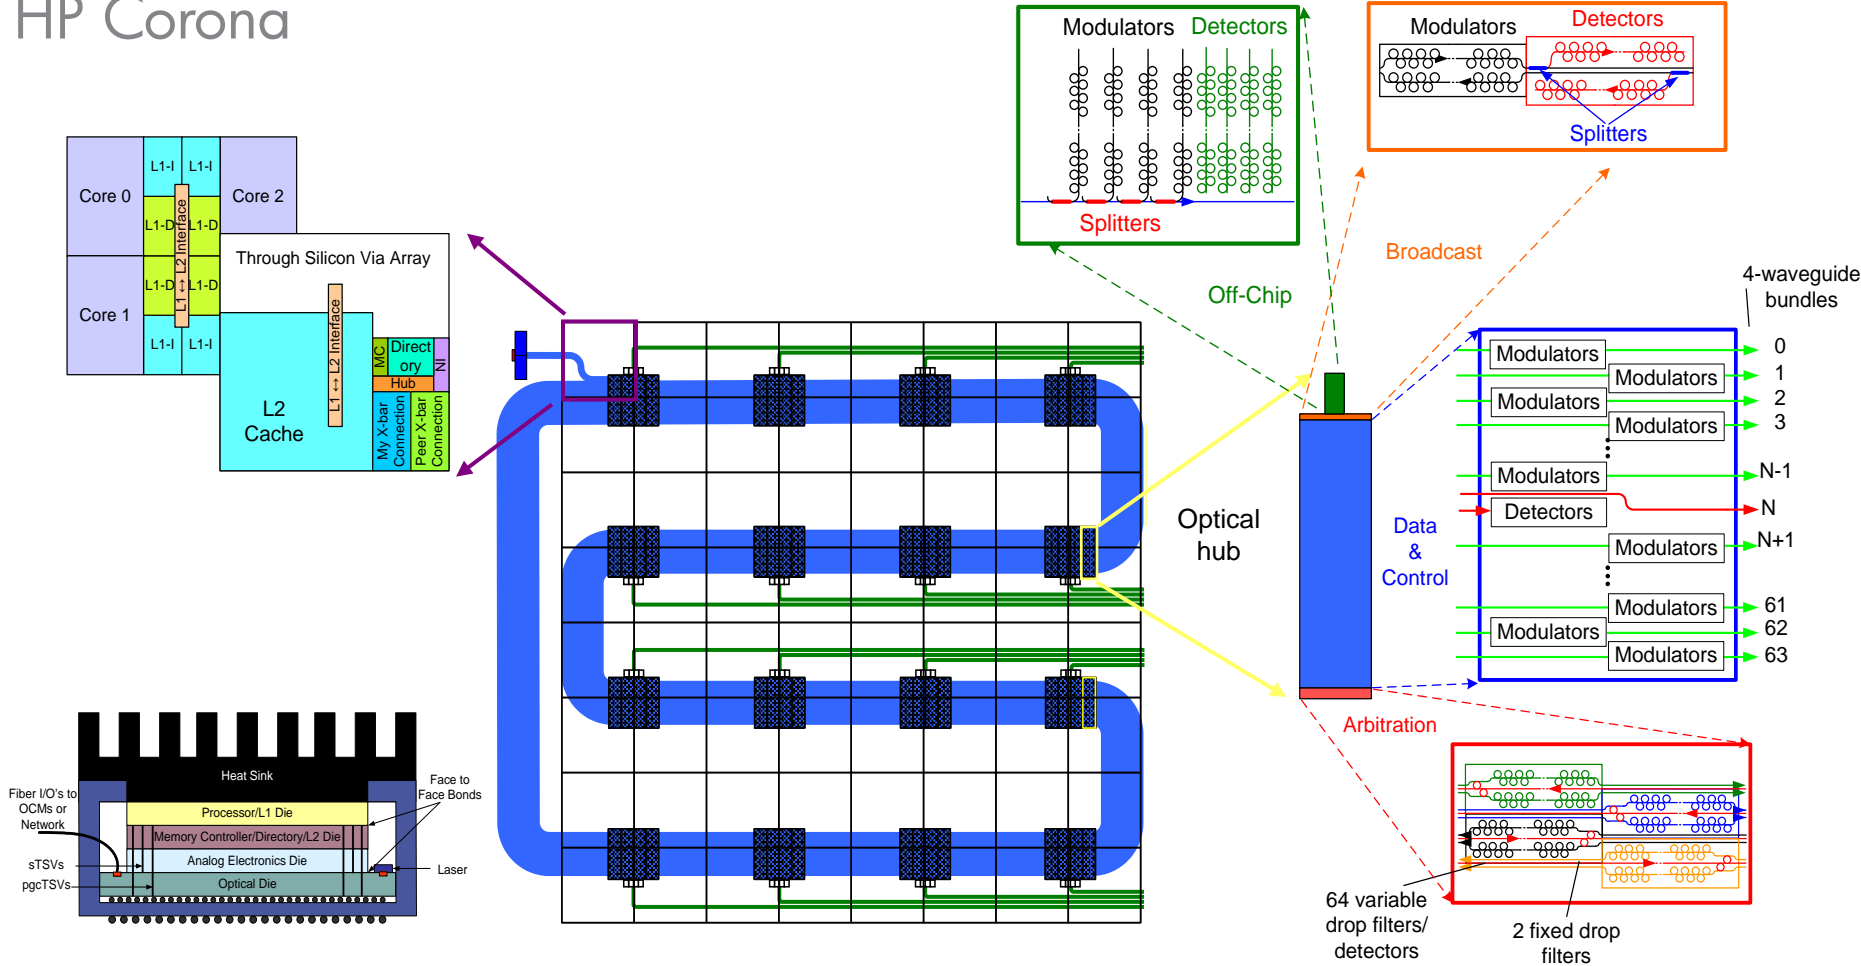 HP Corona
Modulators
Detectors
Splitters
Modulators
Detectors
Splitters
L1-I
L1-I
Core 0
Core 2
L1-D
L1-D
L1 ↔ L2 Interface
Through Silicon Via Array
L1-D
L1-D
Core 1
L1-I
L1-I
L1 ↔ L2 Interface
L2
Cache
MC
Direct
ory
NI
Hub
My X-bar
Connection
Peer X-bar
Connection
Broadcast
Off-Chip
4-waveguide
bundles
Modulators
0
Modulators
1
Modulators
2
Modulators
3
Modulators
N-1
N
Detectors
Modulators
N+1
Modulators
61
Modulators
62
Modulators
63
Optical
hub
Data
&
Control
Arbitration
64 variable
drop filters/
detectors
2 fixed drop
filters
Heat Sink
Fiber I/O's to
OCMs or
Network
Face to
Face Bonds
Processor/L1 Die
Memory Controller/Directory/L2 Die
Analog Electronics Die
sTSVs
Laser
Optical Die
pgcTSVs